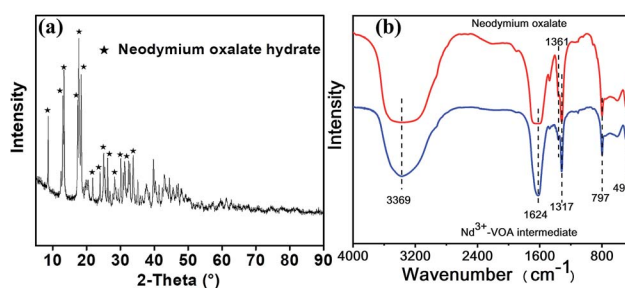 (a)
★ Neodymium oxalate hydrate
Intensity
10 20 30 40 50 60 70 80 90
2-Theta (°)
(b)
Neodymium oxalate
1361
Intensity
3369
1624
1317
797
49
Nd³⁺-VOA intermediate
4000 3200 2400 1600 800
Wavenumber (cm⁻¹)